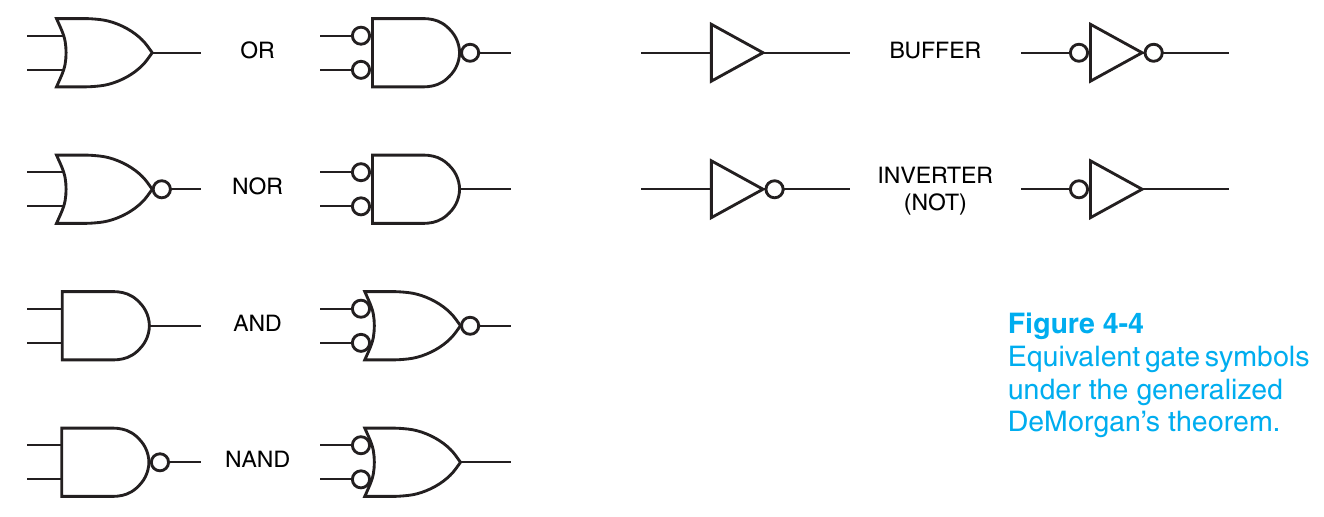 OR
NOR
AND
NAND
BUFFER
INVERTER
(NOT)
Figure 4-4
Equivalent gate symbols
under the generalized
DeMorgan’s theorem.